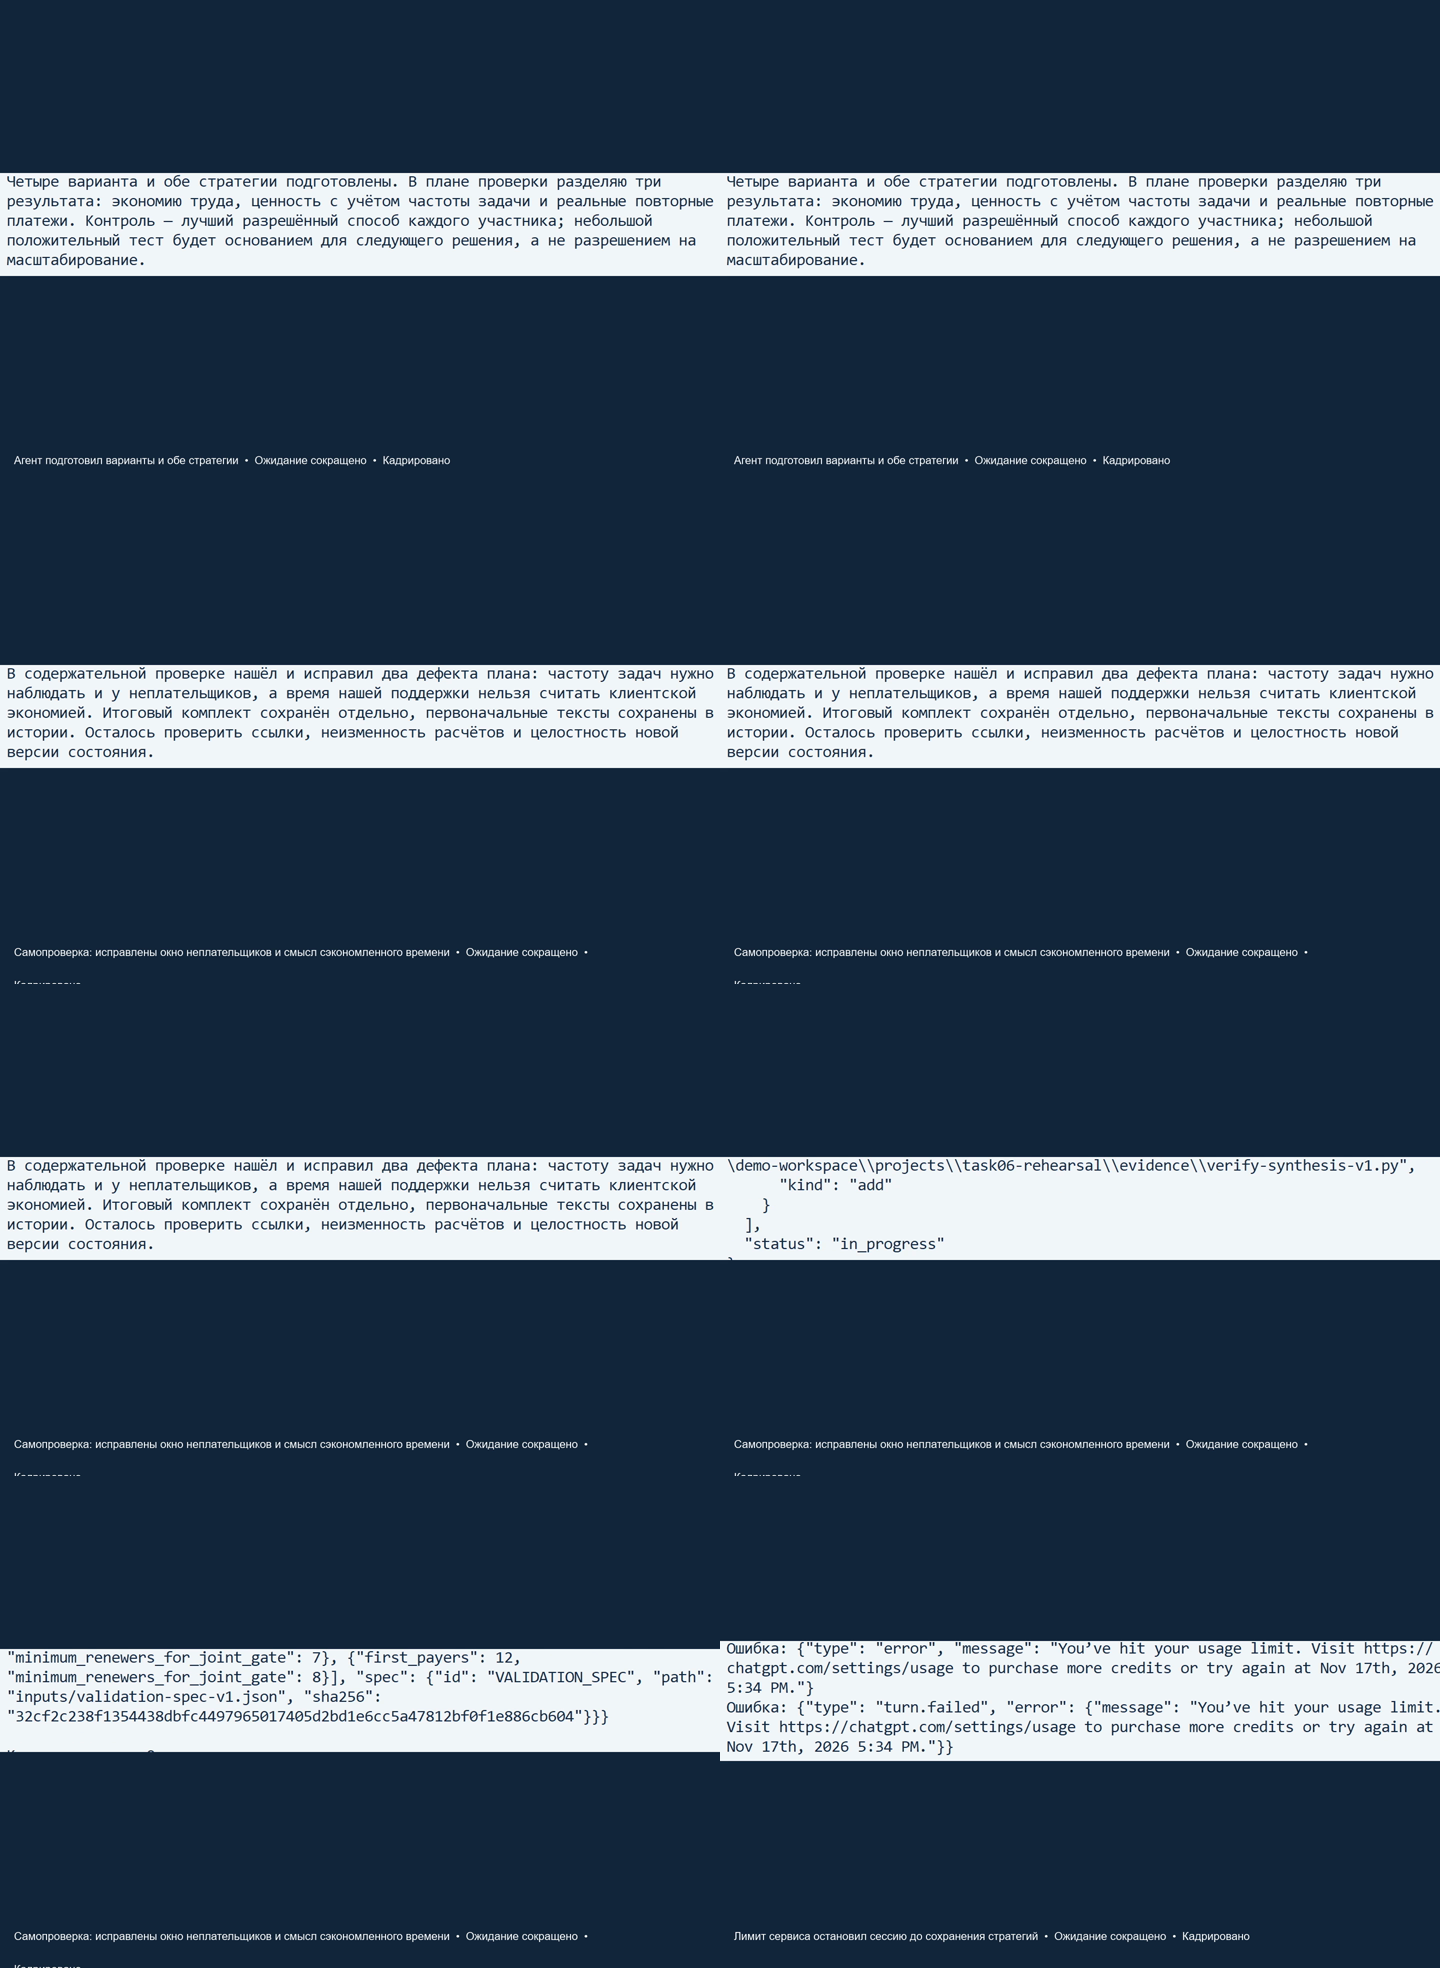 Четыре варианта и обе стратегии подготовлены. В плане проверки разделяю три
результата: экономию труда, ценность с учётом частоты задачи и реальные повторные
платежи. Контроль — лучший разрешённый способ каждого участника; небольшой
положительный тест будет основанием для следующего решения, а не разрешением на
масштабирование.
Четыре варианта и обе стратегии подготовлены. В плане проверки разделяю три
результата: экономию труда, ценность с учётом частоты задачи и реальные повторные
платежи. Контроль — лучший разрешённый способ каждого участника; небольшой
положительный тест будет основанием для следующего решения, а не разрешением на
масштабирование.
Агент подготовил варианты и обе стратегии • Ожидание сокращено • Кадрировано
Агент подготовил варианты и обе стратегии • Ожидание сокращено • Кадрировано
В содержательной проверке нашёл и исправил два дефекта плана: частоту задач нужно
наблюдать и у неплательщиков, а время нашей поддержки нельзя считать клиентской
экономией. Итоговый комплект сохранён отдельно, первоначальные тексты сохранены в
истории. Осталось проверить ссылки, неизменность расчётов и целостность новой
версии состояния.
В содержательной проверке нашёл и исправил два дефекта плана: частоту задач нужно
наблюдать и у неплательщиков, а время нашей поддержки нельзя считать клиентской
экономией. Итоговый комплект сохранён отдельно, первоначальные тексты сохранены в
истории. Осталось проверить ссылки, неизменность расчётов и целостность новой
версии состояния.
Самопроверка: исправлены окно неплательщиков и смысл сэкономленного времени • Ожидание сокращено •
Самопроверка: исправлены окно неплательщиков и смысл сэкономленного времени • Ожидание сокращено •
В содержательной проверке нашёл и исправил два дефекта плана: частоту задач нужно
наблюдать и у неплательщиков, а время нашей поддержки нельзя считать клиентской
экономией. Итоговый комплект сохранён отдельно, первоначальные тексты сохранены в
истории. Осталось проверить ссылки, неизменность расчётов и целостность новой
версии состояния.
\demo-workspace\\projects\\task06-rehearsal\\evidence\\verify-synthesis-v1.py",
"kind": "add"
}
],
"status": "in_progress"
Самопроверка: исправлены окно неплательщиков и смысл сэкономленного времени • Ожидание сокращено •
Самопроверка: исправлены окно неплательщиков и смысл сэкономленного времени • Ожидание сокращено •
"minimum_renewers_for_joint_gate": 7}, {"first_payers": 12,
"minimum_renewers_for_joint_gate": 8}], "spec": {"id": "VALIDATION_SPEC", "path":
"inputs/validation-spec-v1.json", "sha256":
"32cf2c238f1354438dbfc4497965017405d2bd1e6cc5a47812bf0f1e886cb604"}}}
Ошибка: {"type": "error", "message": "You’ve hit your usage limit. Visit https://
chatgpt.com/settings/usage to purchase more credits or try again at Nov 17th, 2026
5:34 PM."}
Ошибка: {"type": "turn.failed", "error": {"message": "You’ve hit your usage limit.
Visit https://chatgpt.com/settings/usage to purchase more credits or try again at
Nov 17th, 2026 5:34 PM."}}
Самопроверка: исправлены окно неплательщиков и смысл сэкономленного времени • Ожидание сокращено •
Лимит сервиса остановил сессию до сохранения стратегий • Ожидание сокращено • Кадрировано